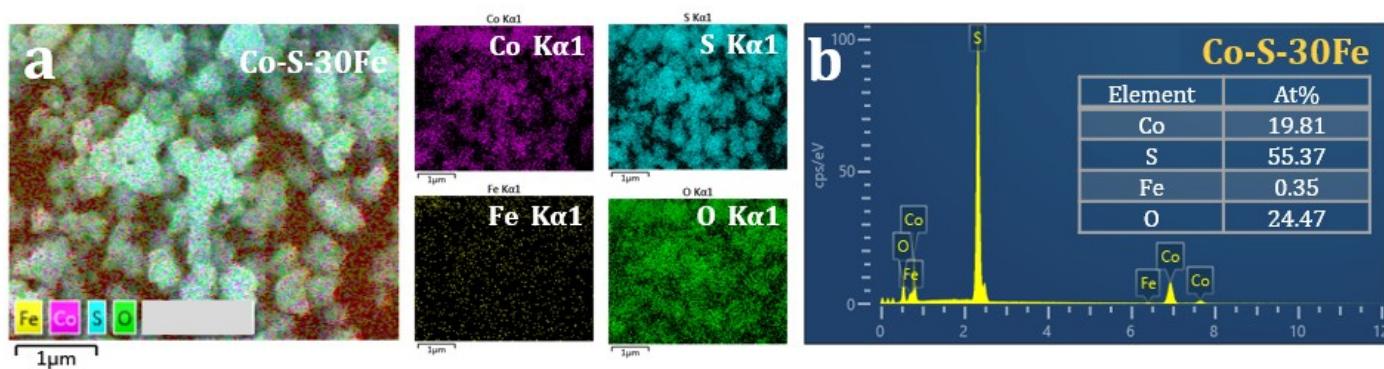 a
Co-S-30Fe
Fe Co S O
1μm
Co Kα1
Co Kα1
1μm
S Kα1
S Kα1
1μm
Fe Kα1
Fe Kα1
1μm
O Kα1
O Kα1
1μm
b
Co-S-30Fe
Element At%
Co 19.81
S 55.37
Fe 0.35
O 24.47
cps/eV
100
50
0
S
Co
O
Fe
Fe
Co
Co
0 2 4 6 8 10 12